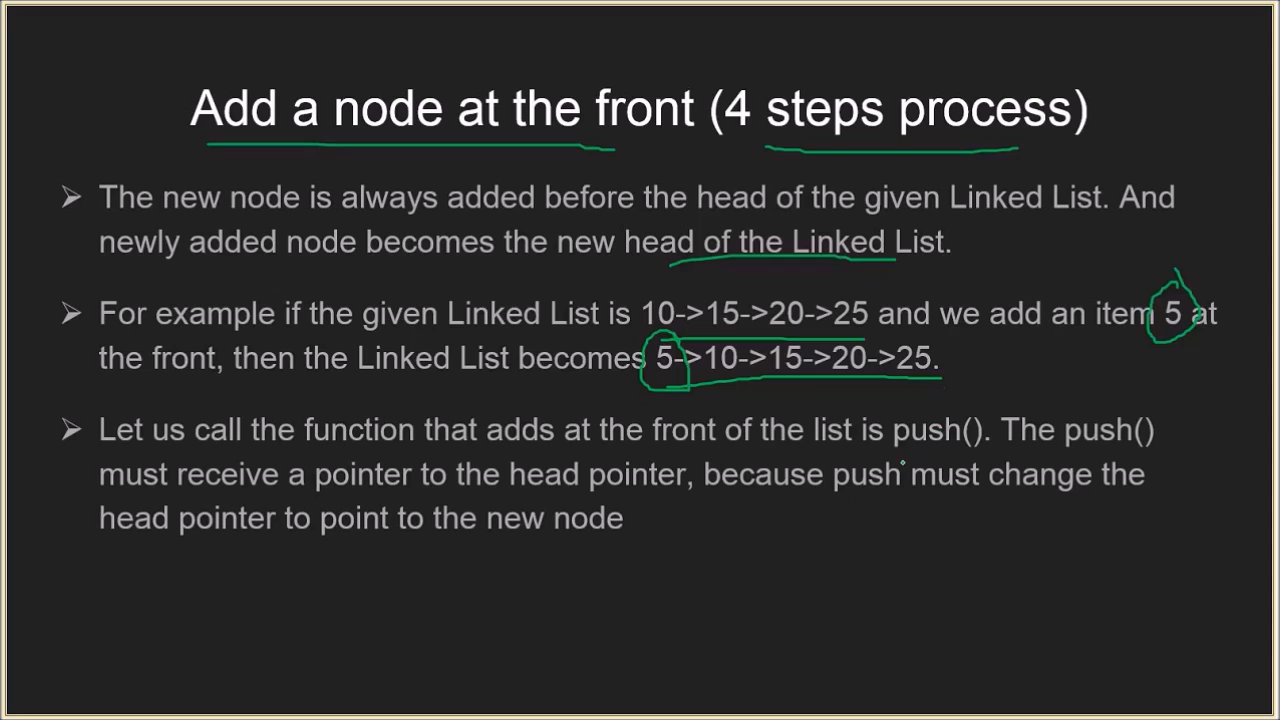 Add a node at the front (4 steps process)
➢ The new node is always added before the head of the given Linked List. And
newly added node becomes the new head of the Linked List.
➢ For example if the given Linked List is 10->15->20->25 and we add an item 5 at
the front, then the Linked List becomes 5->10->15->20->25.
➢ Let us call the function that adds at the front of the list is push(). The push()
must receive a pointer to the head pointer, because push must change the
head pointer to point to the new node